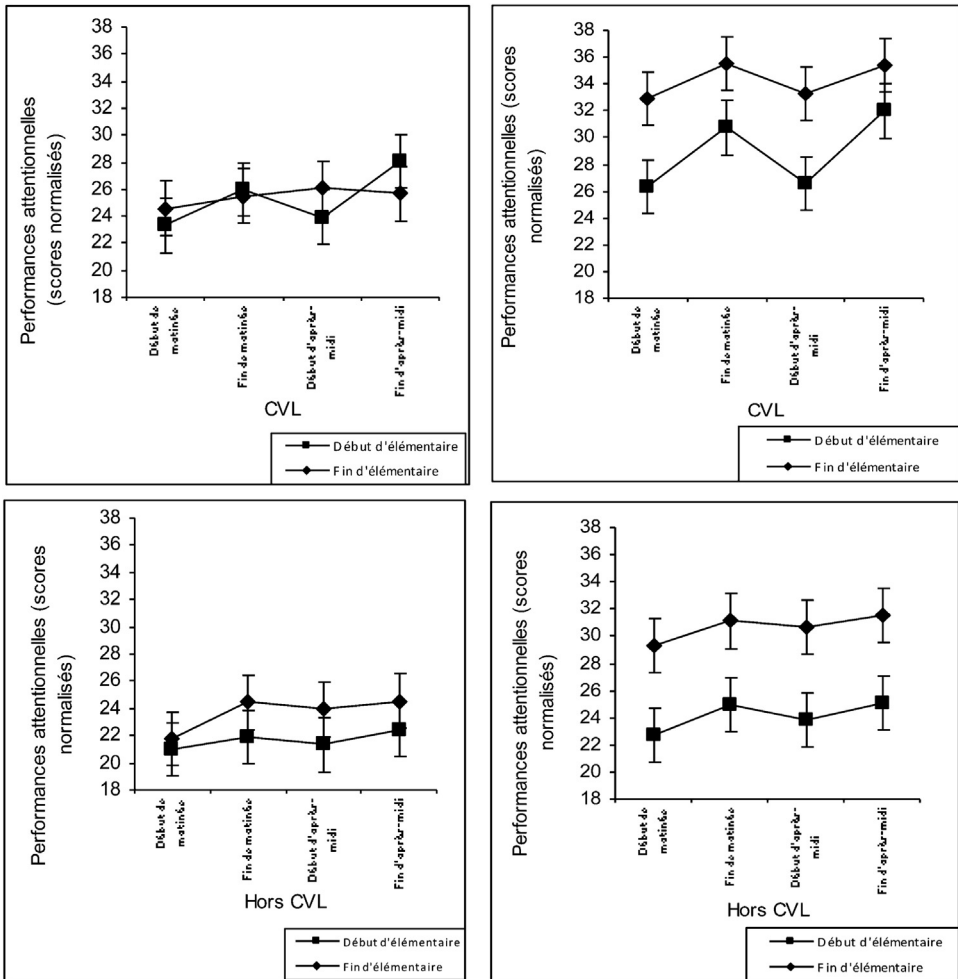 Performances attentionnelles
(scores normalisés)
38
36
34
32
30
28
26
24
22
20
18
Début de
matinée
Fin de matinée
Début d'après-
midi
Fin d'après-midi
CVL
Début d'élémentaire
Fin d'élémentaire
Performances attentionnelles (scores
normalisés)
38
36
34
32
30
28
26
24
22
20
18
Début de
matinée
Fin de matinée
Début d'après-
midi
Fin d'après-midi
CVL
Début d'élémentaire
Fin d'élémentaire
Performances attentionnelles (scores
normalisés)
38
36
34
32
30
28
26
24
22
20
18
Début de
matinée
Fin de matinée
Début d'après-
midi
Fin d'après-midi
Hors CVL
Début d'élémentaire
Fin d'élémentaire
Performances attentionnelles (scores
normalisés)
38
36
34
32
30
28
26
24
22
20
18
Début de
matinée
Fin de matinée
Début d'après-
midi
Fin d'après-midi
Hors CVL
Début d'élémentaire
Fin d'élémentaire